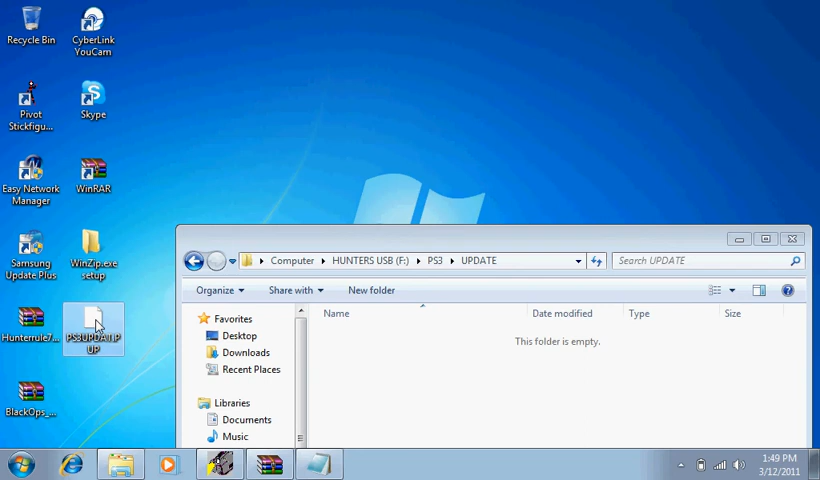 Recycle Bin
CyberLink
YouCam
Pivot
Stickfigu...
Skype
Easy Network
Manager
WinRAR
Samsung
Update Plus
WinZip.exe
setup
Hunterrule7...
PS3UPDAT.P
UP
BlackOps_...
Computer HUNTERS USB (F:) PS3 UPDATE
Search UPDATE
Organize Share with New folder
Favorites
Desktop
Downloads
Recent Places
Libraries
Documents
Music
Name Date modified Type Size
This folder is empty.
1:49 PM
3/12/2011